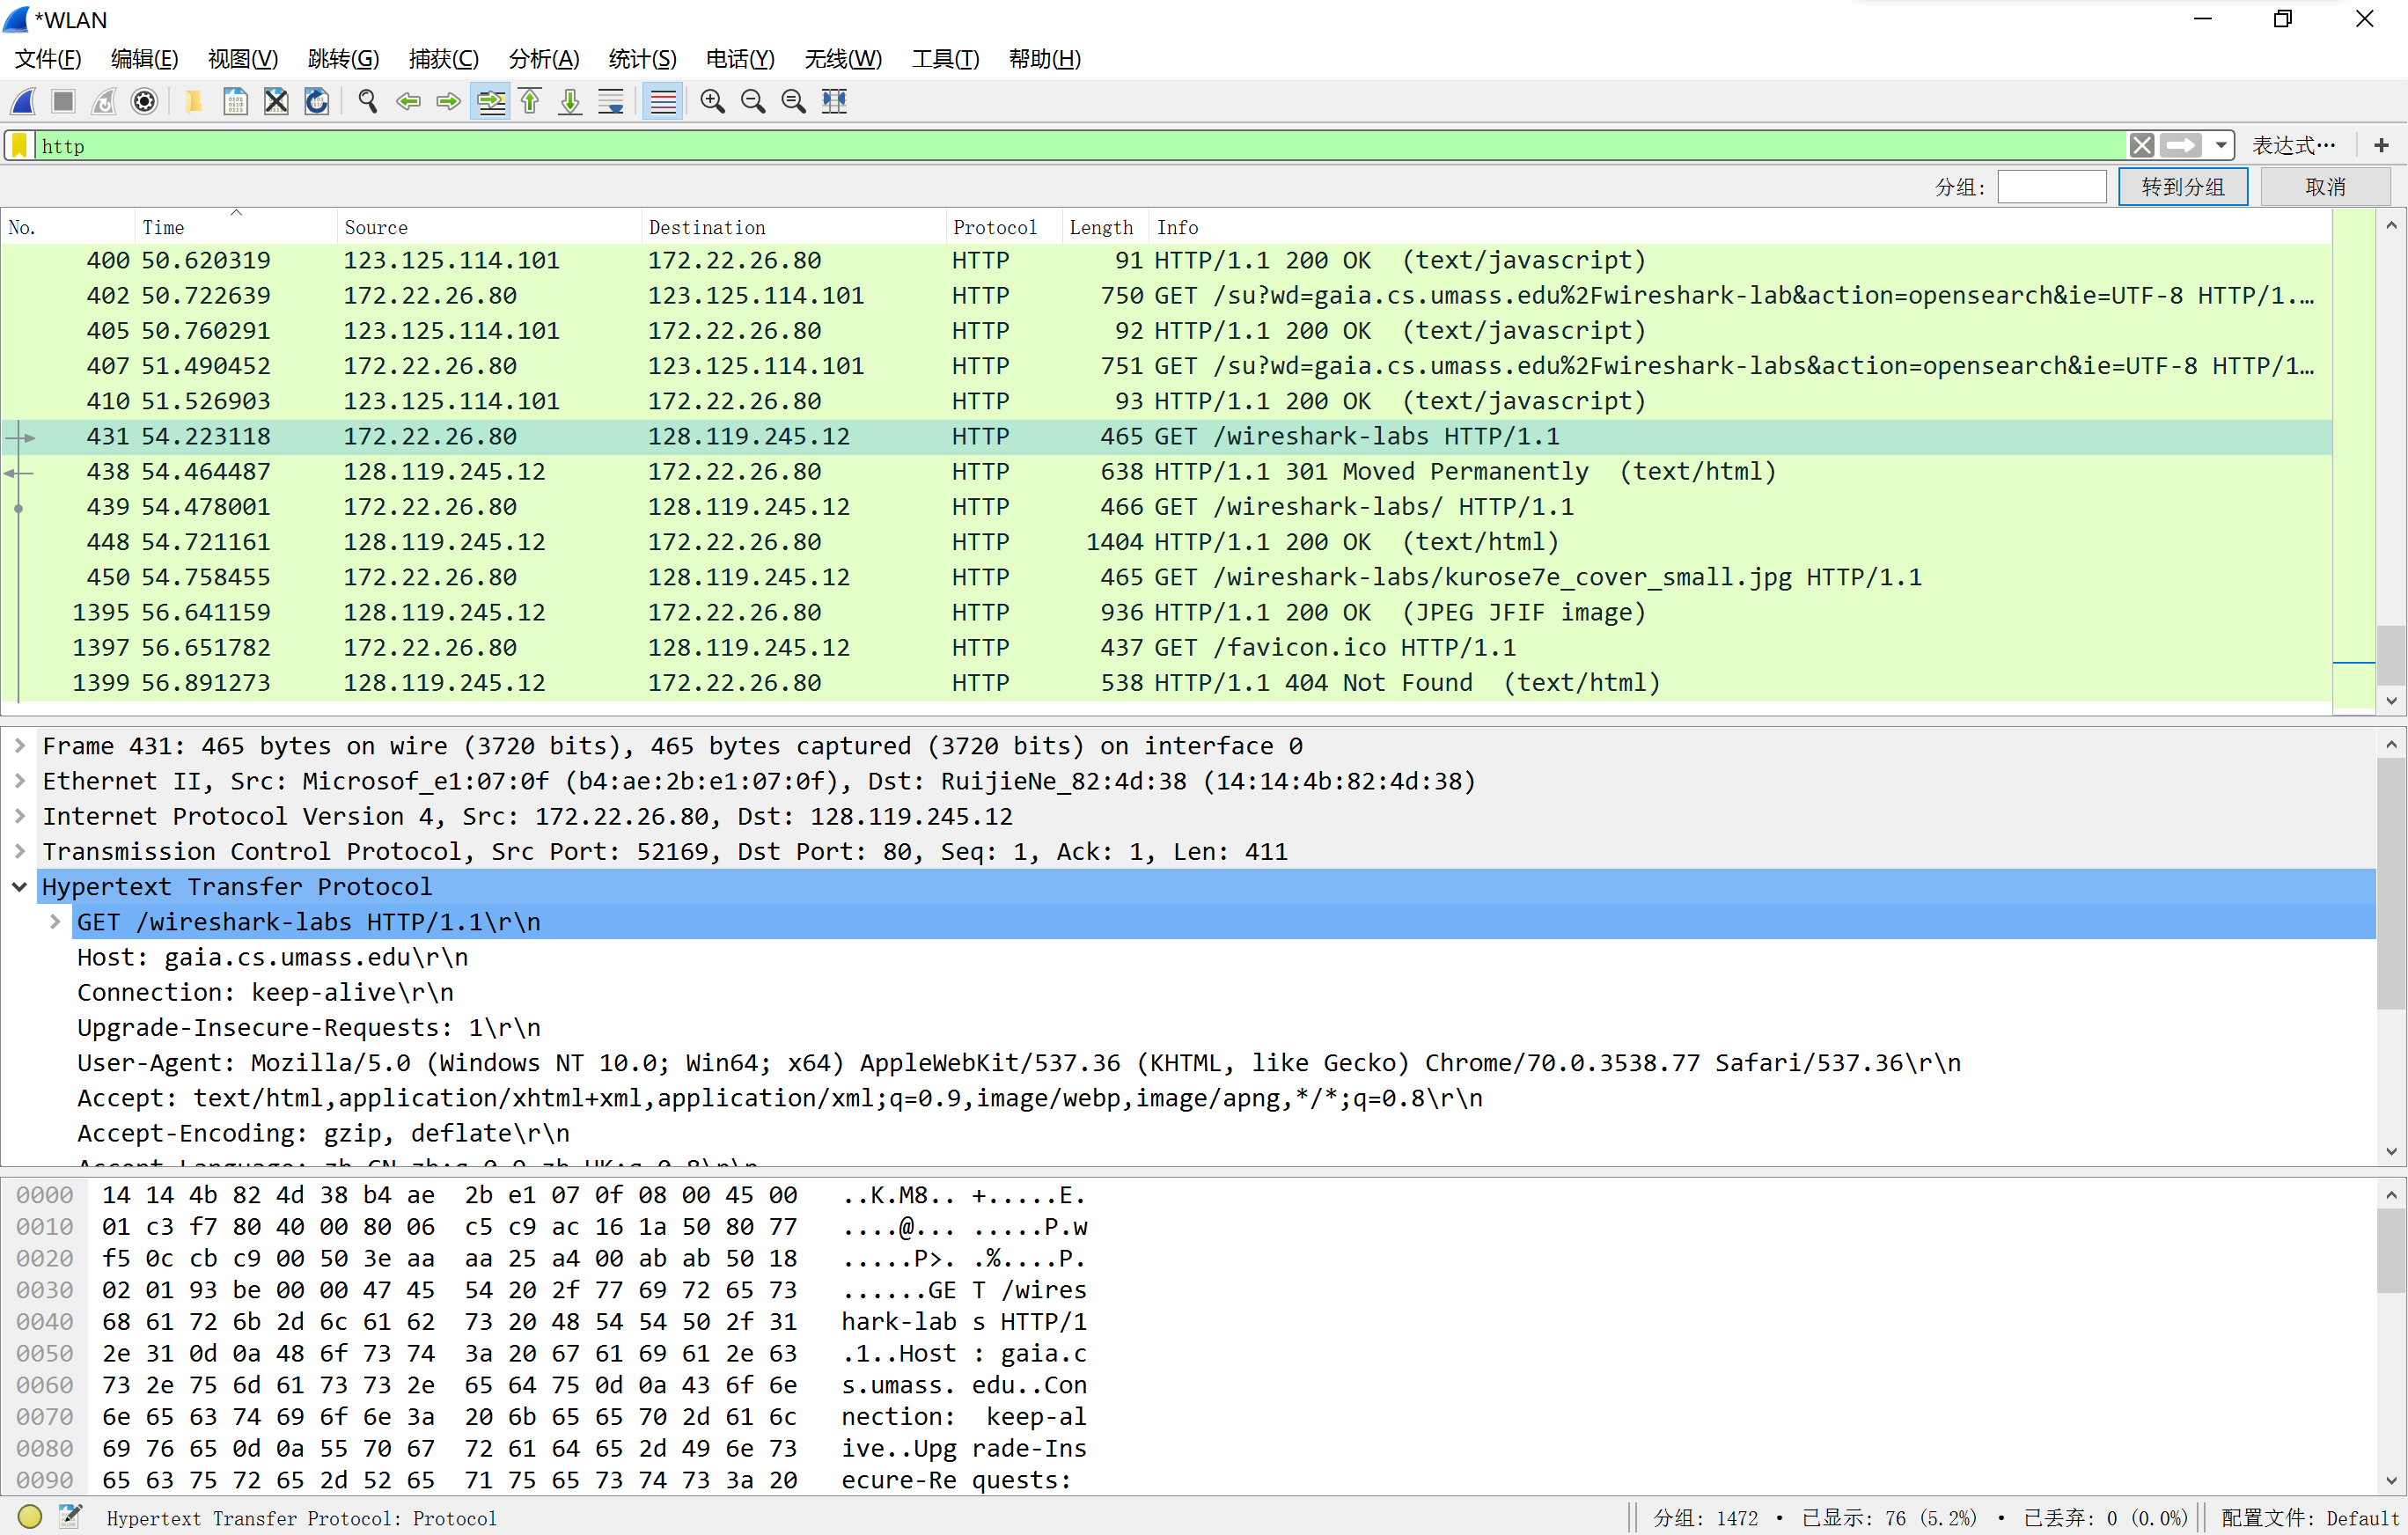 *WLAN
文件(F) 编辑(E) 视图(V) 跳转(G) 捕获(C) 分析(A) 统计(S) 电话(Y) 无线(W) 工具(T) 帮助(H)
http 表达式… +
分组: 转到分组 取消
No. Time Source Destination Protocol Length Info
400 50.620319 123.125.114.101 172.22.26.80 HTTP 91 HTTP/1.1 200 OK (text/javascript)
402 50.722639 172.22.26.80 123.125.114.101 HTTP 750 GET /su?wd=gaia.cs.umass.edu%2Fwireshark-lab&action=opensearch&ie=UTF-8 HTTP/1.…
405 50.760291 123.125.114.101 172.22.26.80 HTTP 92 HTTP/1.1 200 OK (text/javascript)
407 51.490452 172.22.26.80 123.125.114.101 HTTP 751 GET /su?wd=gaia.cs.umass.edu%2Fwireshark-labs&action=opensearch&ie=UTF-8 HTTP/1…
410 51.526903 123.125.114.101 172.22.26.80 HTTP 93 HTTP/1.1 200 OK (text/javascript)
431 54.223118 172.22.26.80 128.119.245.12 HTTP 465 GET /wireshark-labs HTTP/1.1
438 54.464487 128.119.245.12 172.22.26.80 HTTP 638 HTTP/1.1 301 Moved Permanently (text/html)
439 54.478001 172.22.26.80 128.119.245.12 HTTP 466 GET /wireshark-labs/ HTTP/1.1
448 54.721161 128.119.245.12 172.22.26.80 HTTP 1404 HTTP/1.1 200 OK (text/html)
450 54.758455 172.22.26.80 128.119.245.12 HTTP 465 GET /wireshark-labs/kurose7e_cover_small.jpg HTTP/1.1
1395 56.641159 128.119.245.12 172.22.26.80 HTTP 936 HTTP/1.1 200 OK (JPEG JFIF image)
1397 56.651782 172.22.26.80 128.119.245.12 HTTP 437 GET /favicon.ico HTTP/1.1
1399 56.891273 128.119.245.12 172.22.26.80 HTTP 538 HTTP/1.1 404 Not Found (text/html)
Frame 431: 465 bytes on wire (3720 bits), 465 bytes captured (3720 bits) on interface 0
Ethernet II, Src: Microsof_e1:07:0f (b4:ae:2b:e1:07:0f), Dst: RuijieNe_82:4d:38 (14:14:4b:82:4d:38)
Internet Protocol Version 4, Src: 172.22.26.80, Dst: 128.119.245.12
Transmission Control Protocol, Src Port: 52169, Dst Port: 80, Seq: 1, Ack: 1, Len: 411
Hypertext Transfer Protocol
GET /wireshark-labs HTTP/1.1\r\n
Host: gaia.cs.umass.edu\r\n
Connection: keep-alive\r\n
Upgrade-Insecure-Requests: 1\r\n
User-Agent: Mozilla/5.0 (Windows NT 10.0; Win64; x64) AppleWebKit/537.36 (KHTML, like Gecko) Chrome/70.0.3538.77 Safari/537.36\r\n
Accept: text/html,application/xhtml+xml,application/xml;q=0.9,image/webp,image/apng,*/*;q=0.8\r\n
Accept-Encoding: gzip, deflate\r\n
Accept-Language: zh-CN,zh;q=0.9,zh-HK;q=0.8\r\n
0000 14 14 4b 82 4d 38 b4 ae 2b e1 07 0f 08 00 45 00 ..K.M8.. +.....E.
0010 01 c3 f7 80 40 00 80 06 c5 c9 ac 16 1a 50 80 77 ....@... .....P.w
0020 f5 0c cb c9 00 50 3e aa aa 25 a4 00 ab ab 50 18 .....P>. .%....P.
0030 02 01 93 be 00 00 47 45 54 20 2f 77 69 72 65 73 ......GE T /wires
0040 68 61 72 6b 2d 6c 61 62 73 20 48 54 54 50 2f 31 hark-lab s HTTP/1
0050 2e 31 0d 0a 48 6f 73 74 3a 20 67 61 69 61 2e 63 .1..Host : gaia.c
0060 73 2e 75 6d 61 73 73 2e 65 64 75 0d 0a 43 6f 6e s.umass. edu..Con
0070 6e 65 63 74 69 6f 6e 3a 20 6b 65 65 70 2d 61 6c nection: keep-al
0080 69 76 65 0d 0a 55 70 67 72 61 64 65 2d 49 6e 73 ive..Upg rade-Ins
0090 65 63 75 72 65 2d 52 65 71 75 65 73 74 73 3a 20 ecure-Re quests:
Hypertext Transfer Protocol: Protocol 分组: 1472 · 已显示: 76 (5.2%) · 已丢弃: 0 (0.0%) 配置文件: Default